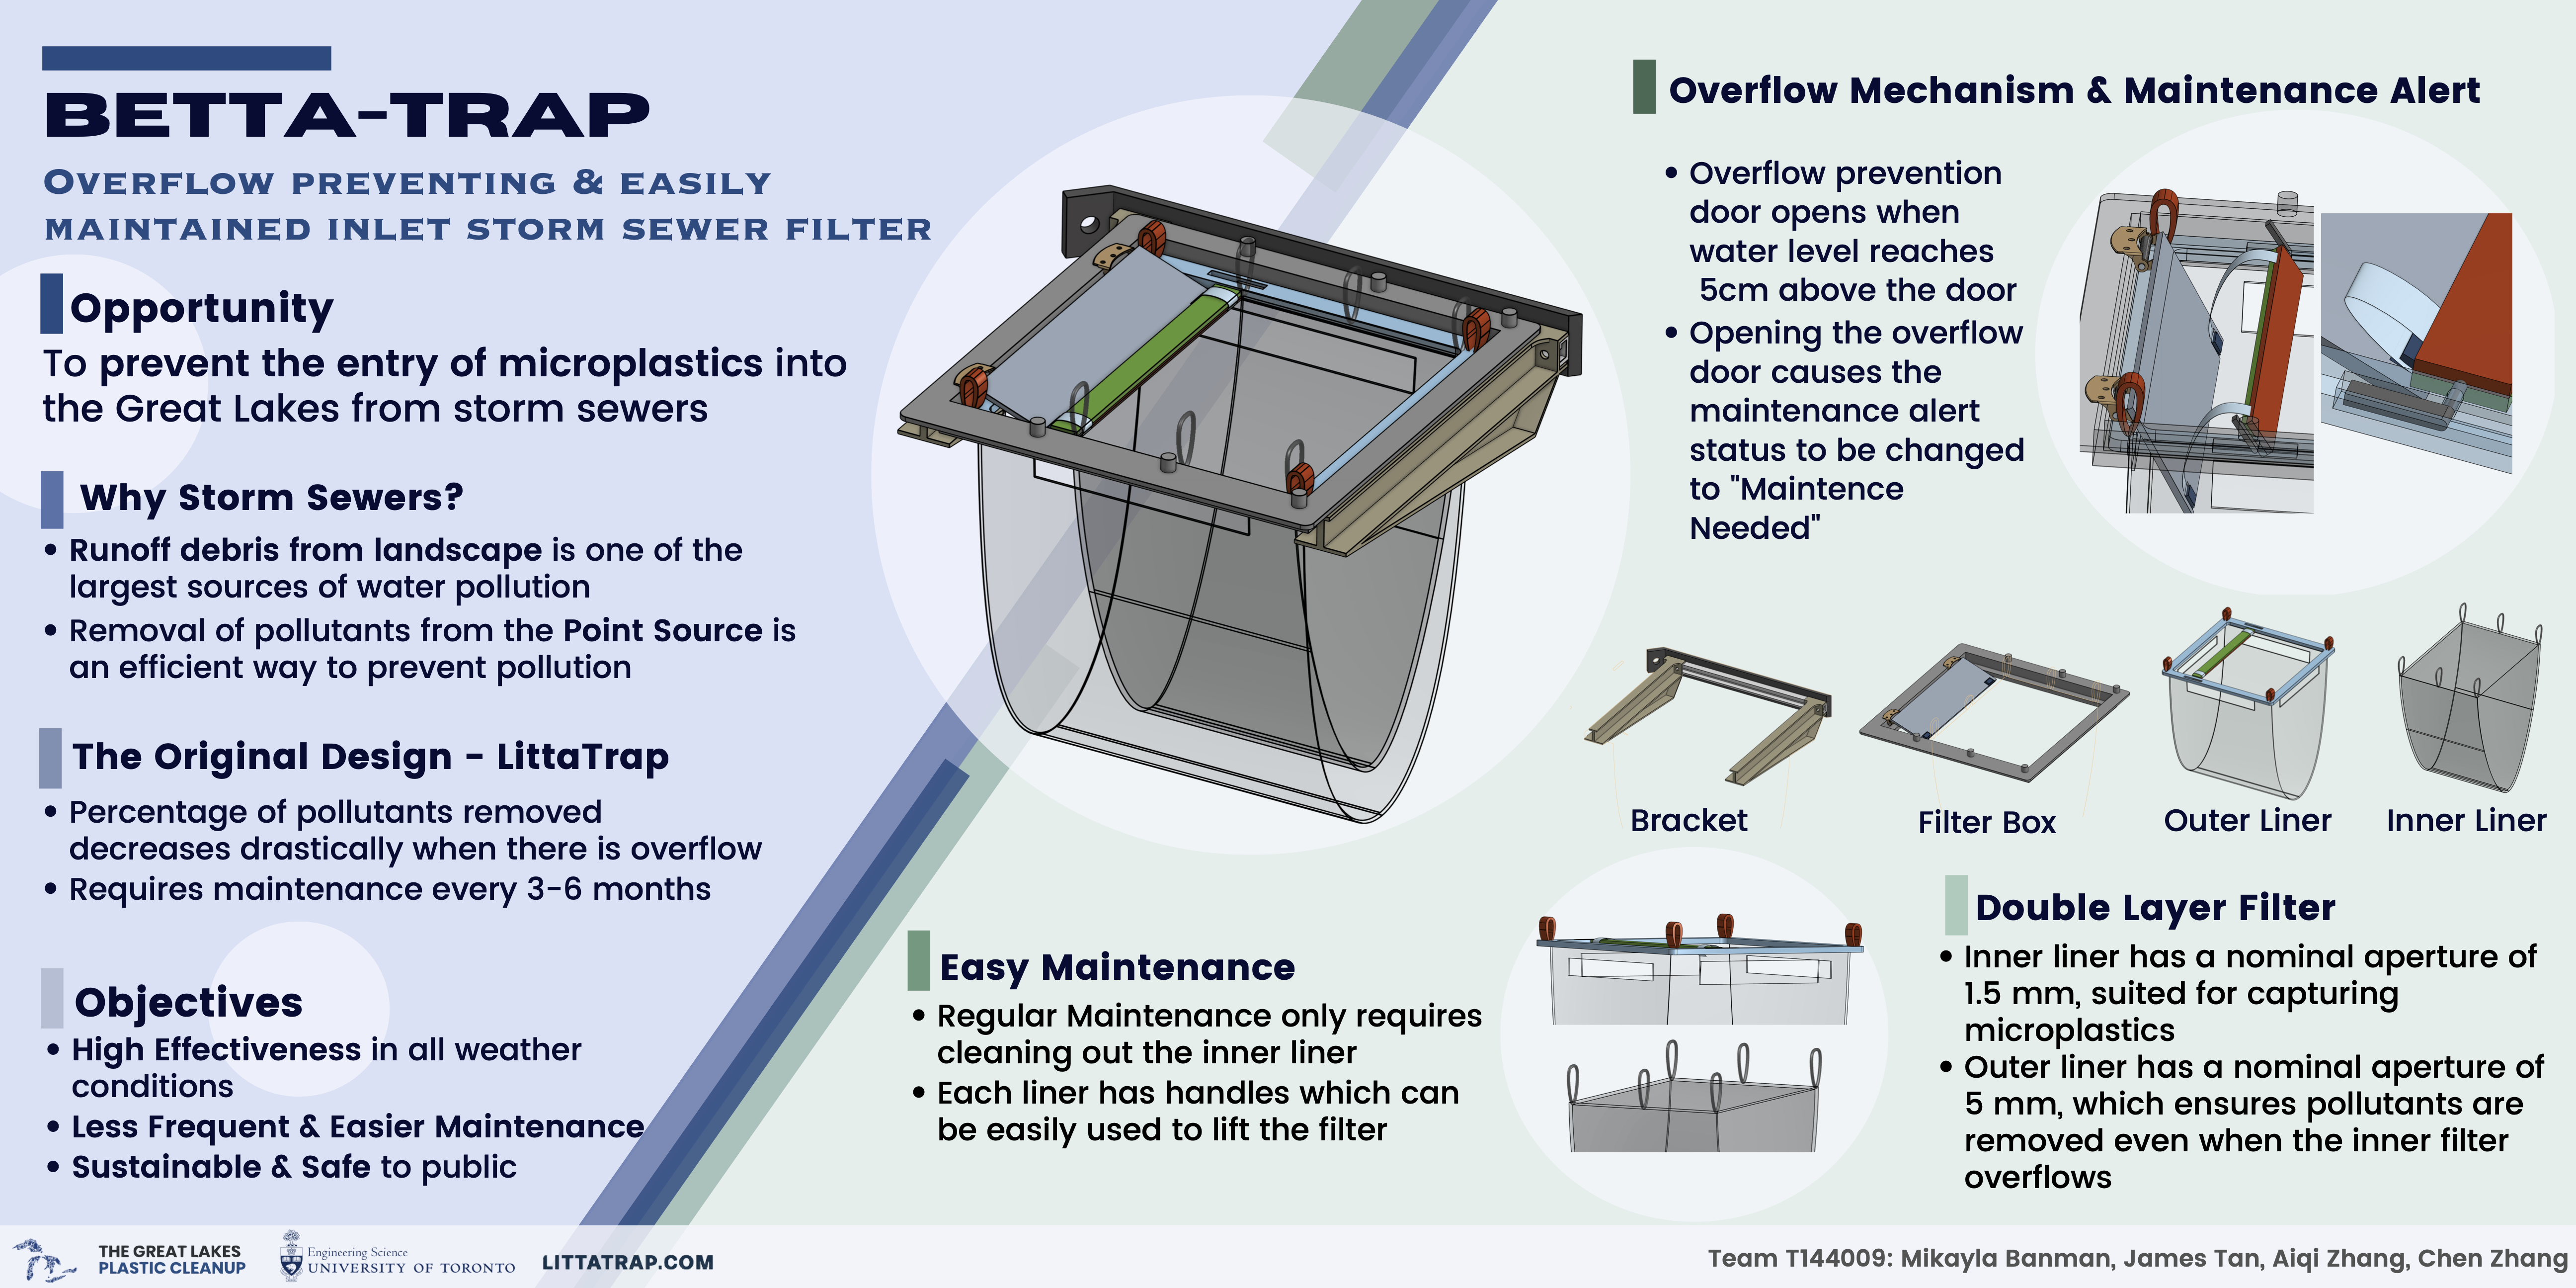 BETTA-TRAP
OVERFLOW PREVENTING & EASILY
MAINTAINED INLET STORM SEWER FILTER
Opportunity
To prevent the entry of microplastics into
the Great Lakes from storm sewers
Why Storm Sewers?
• Runoff debris from landscape is one of the
largest sources of water pollution
• Removal of pollutants from the Point Source is
an efficient way to prevent pollution
The Original Design - LittaTrap
• Percentage of pollutants removed
decreases drastically when there is overflow
• Requires maintenance every 3-6 months
Objectives
• High Effectiveness in all weather
conditions
• Less Frequent & Easier Maintenance
• Sustainable & Safe to public
Overflow Mechanism & Maintenance Alert
• Overflow prevention
door opens when
water level reaches
5cm above the door
• Opening the overflow
door causes the
maintenance alert
status to be changed
to "Maintence
Needed"
Bracket
Filter Box
Outer Liner
Inner Liner
Easy Maintenance
• Regular Maintenance only requires
cleaning out the inner liner
• Each liner has handles which can
be easily used to lift the filter
Double Layer Filter
• Inner liner has a nominal aperture of
1.5 mm, suited for capturing
microplastics
• Outer liner has a nominal aperture of
5 mm, which ensures pollutants are
removed even when the inner filter
overflows
THE GREAT LAKES
PLASTIC CLEANUP
Engineering Science
UNIVERSITY OF TORONTO
LITTATRAP.COM
Team T144009: Mikayla Banman, James Tan, Aiqi Zhang, Chen Zhang